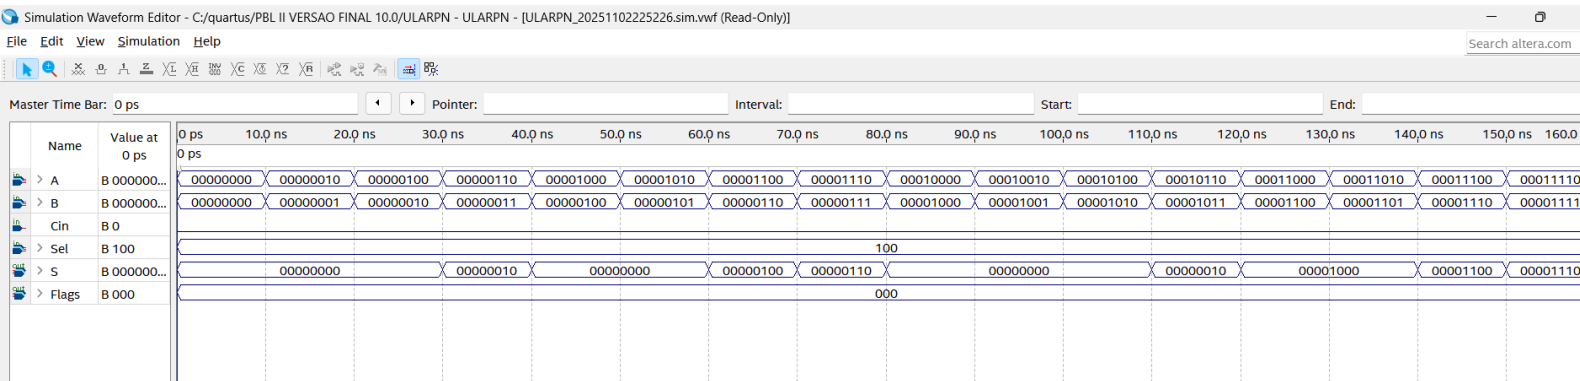 Simulation Waveform Editor - C:/quartus/PBL II VERSAO FINAL 10.0/ULARPN - ULARPN - [ULARPN_20251102225226.sim.vwf (Read-Only)]
File Edit View Simulation Help
Search altera.com
Master Time Bar: 0 ps Pointer: Interval: Start: End:
Name Value at 0 ps
0 ps 10.0 ns 20.0 ns 30.0 ns 40.0 ns 50.0 ns 60.0 ns 70.0 ns 80.0 ns 90.0 ns 100.0 ns 110.0 ns 120.0 ns 130.0 ns 140.0 ns 150.0 ns 160.0
0 ps
A B 000000... 00000000 00000010 00000100 00000110 00001000 00001010 00001100 00001110 00010000 00010010 00010100 00010110 00011000 00011010 00011100 00011110
B B 000000... 00000000 00000001 00000010 00000011 00000100 00000101 00000110 00000111 00001000 00001001 00001010 00001011 00001100 00001101 00001110 00001111
Cin B 0
Sel B 100 100
S B 000000... 00000000 00000010 00000000 00000100 00000110 00000000 00000010 00001000 00001100 00001110
Flags B 000 000